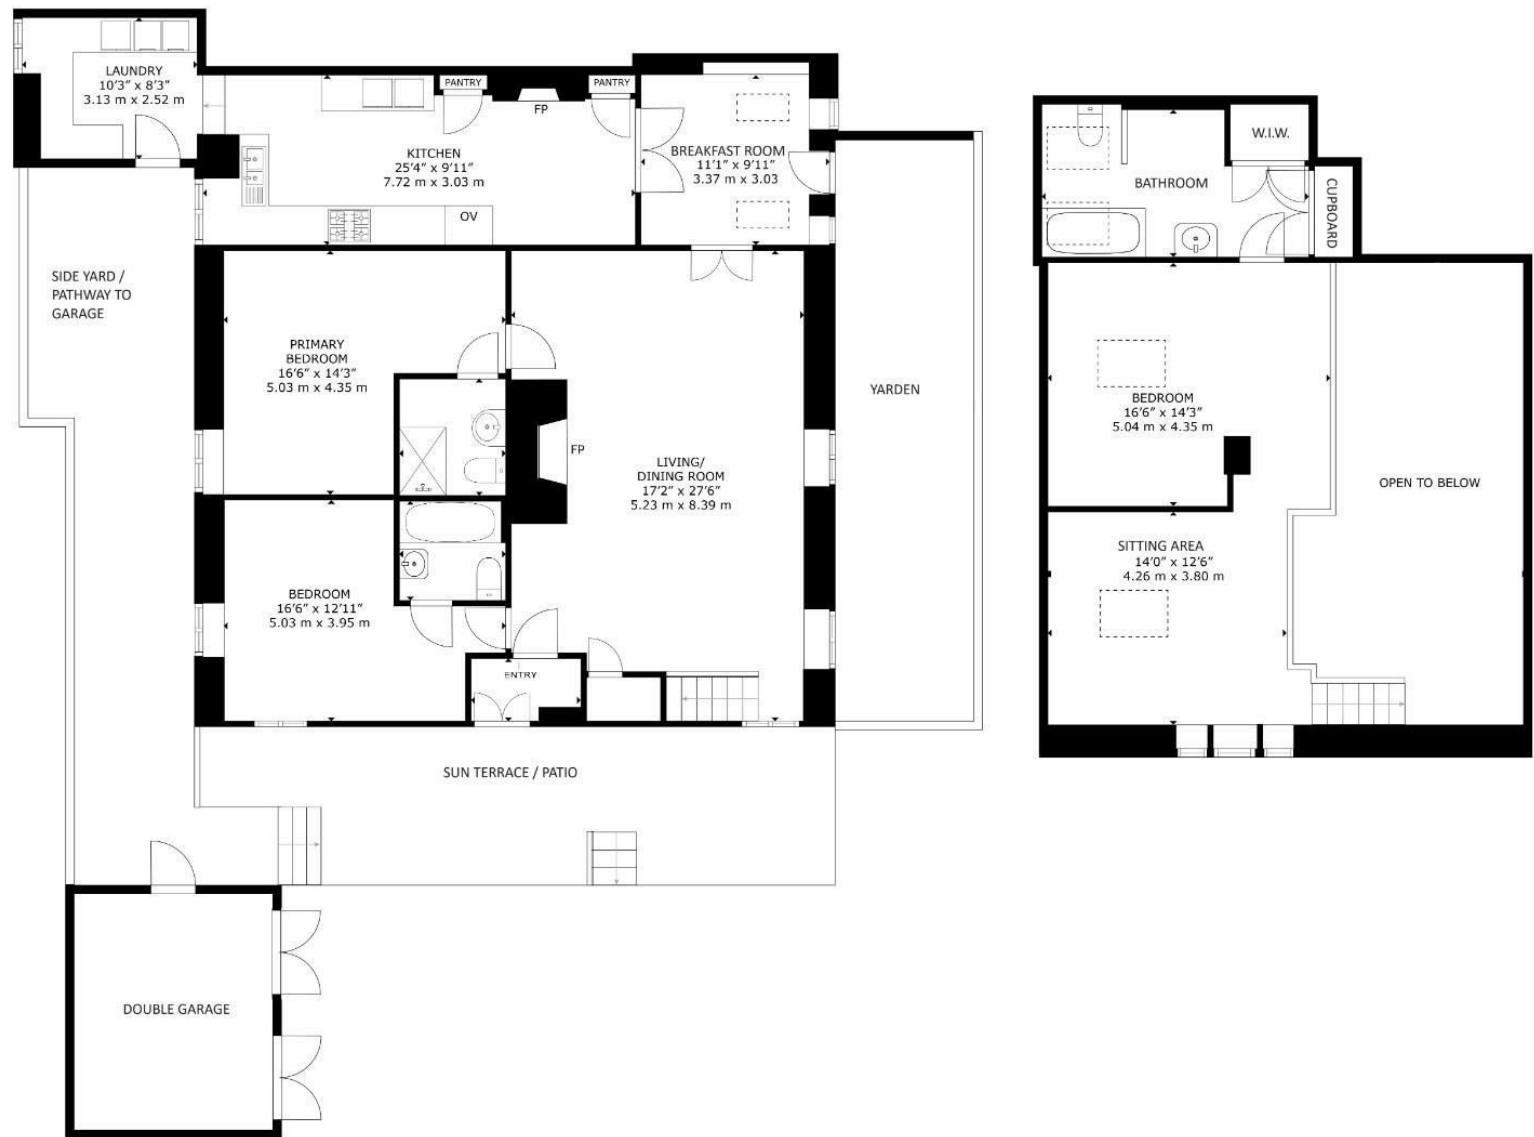 LAUNDRY
10'3" x 8'3"
3.13 m x 2.52 m
PANTRY
PANTRY
FP
KITCHEN
25'4" x 9'11"
7.72 m x 3.03 m
OV
BREAKFAST ROOM
11'1" x 9'11"
3.37 m x 3.03
SIDE YARD /
PATHWAY TO
GARAGE
PRIMARY
BEDROOM
16'6" x 14'3"
5.03 m x 4.35 m
FP
LIVING/
DINING ROOM
17'2" x 27'6"
5.23 m x 8.39 m
YARDEN
BEDROOM
16'6" x 12'11"
5.03 m x 3.95 m
ENTRY
SUN TERRACE / PATIO
DOUBLE GARAGE
W.I.W.
BATHROOM
CUPBOARD
BEDROOM
16'6" x 14'3"
5.04 m x 4.35 m
OPEN TO BELOW
SITTING AREA
14'0" x 12'6"
4.26 m x 3.80 m